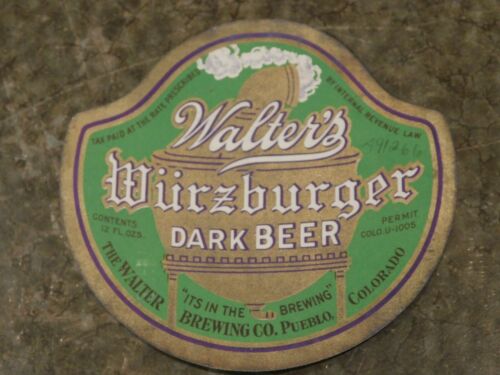 TAX PAID AT THE RATE PRESCRIBED
BY INTERNAL REVENUE LAW
Walter's
A91266
Würzburger
DARK BEER
CONTENTS
12 FL.OZS.
PERMIT
COLO.U-1005
"ITS IN THE BREWING"
THE WALTER BREWING CO. PUEBLO, COLORADO